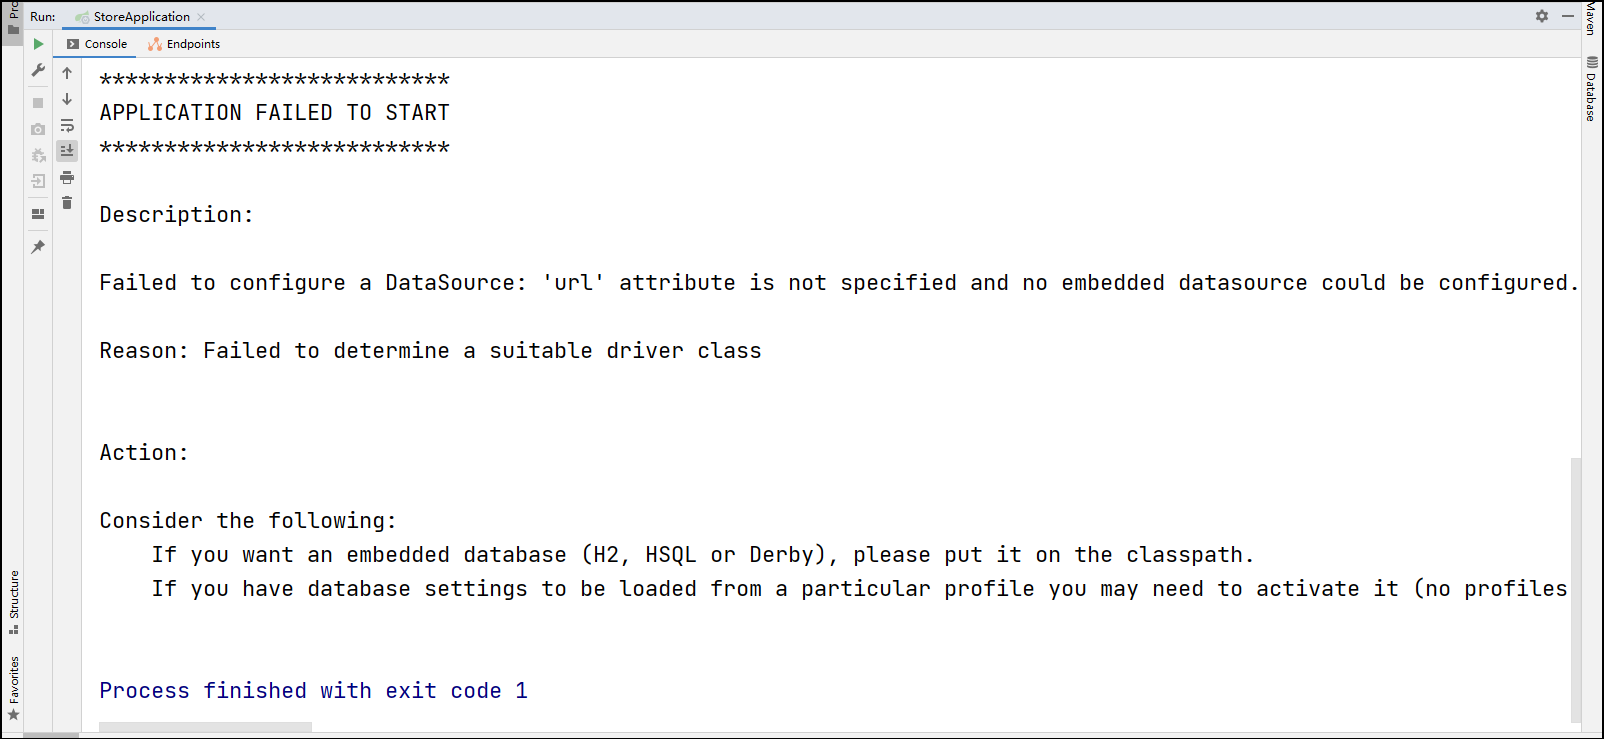 Run: StoreApplication
Console Endpoints
***************************
APPLICATION FAILED TO START
***************************
Description:
Failed to configure a DataSource: 'url' attribute is not specified and no embedded datasource could be configured.
Reason: Failed to determine a suitable driver class
Action:
Consider the following:
If you want an embedded database (H2, HSQL or Derby), please put it on the classpath.
If you have database settings to be loaded from a particular profile you may need to activate it (no profiles
Process finished with exit code 1
Structure
Favorites
Maven
Database